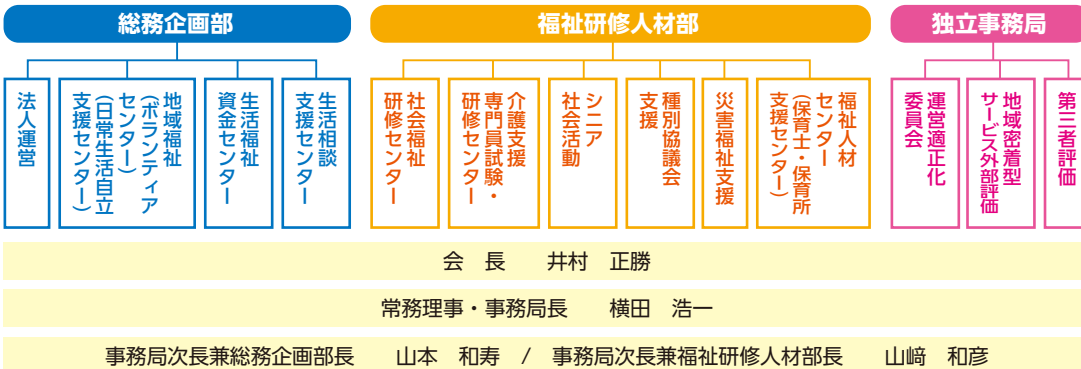 総務企画部
法人運営
地域福祉
(ボランティア
センター)
(日常生活自立
支援センター)
生活福祉
資金センター
生活相談
支援センター
福祉研修人材部
社会福祉
研修センター
介護支援
専門員試験・
研修センター
シニア
社会活動
種別協議会
支援
災害福祉支援
福祉人材
センター
(保育士・保育所
支援センター)
独立事務局
運営適正化
委員会
地域密着型
サービス外部評価
第三者評価
会　長　　井村　正勝
常務理事・事務局長　　横田　浩一
事務局次長兼総務企画部長　　山本　和寿　/　事務局次長兼福祉研修人材部長　　山﨑　和彦